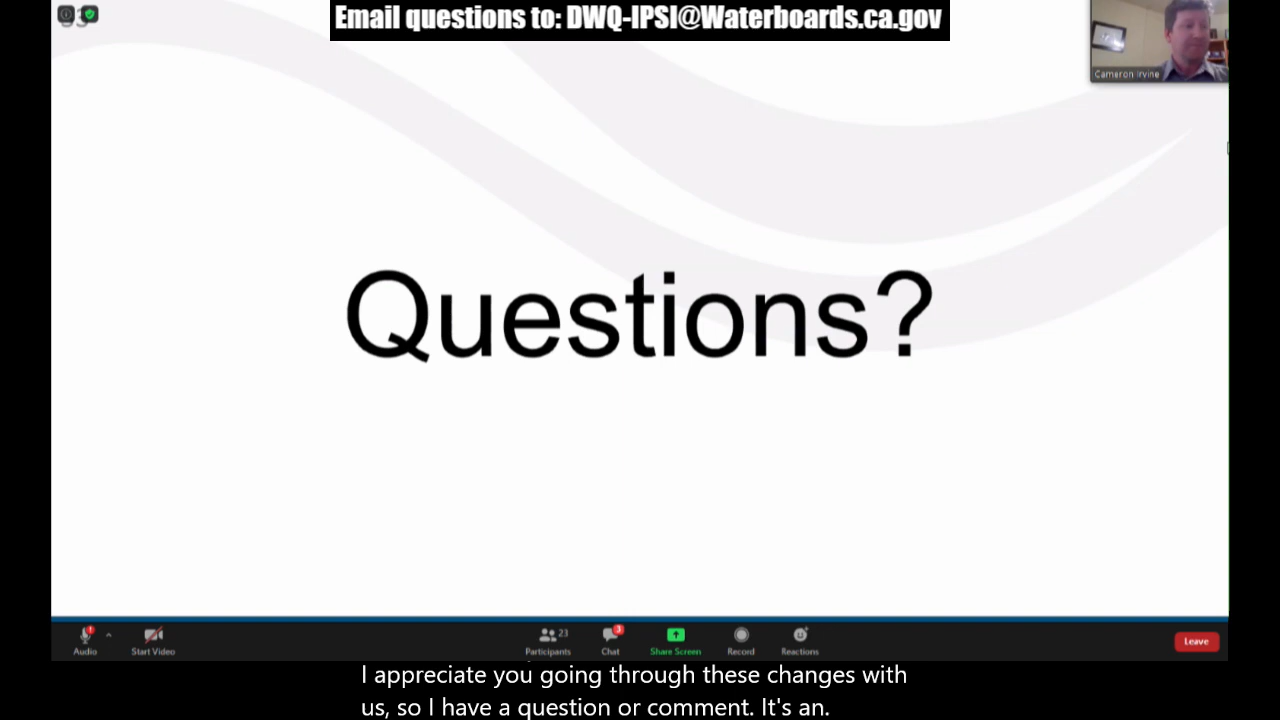 Email questions to: DWQ-IPSI@Waterboards.ca.gov
Cameron Irvine
Questions?
23
3
Audio
Start Video
Participants
Chat
Share Screen
Record
Reactions
Leave
I appreciate you going through these changes with
us, so I have a question or comment. It's an.